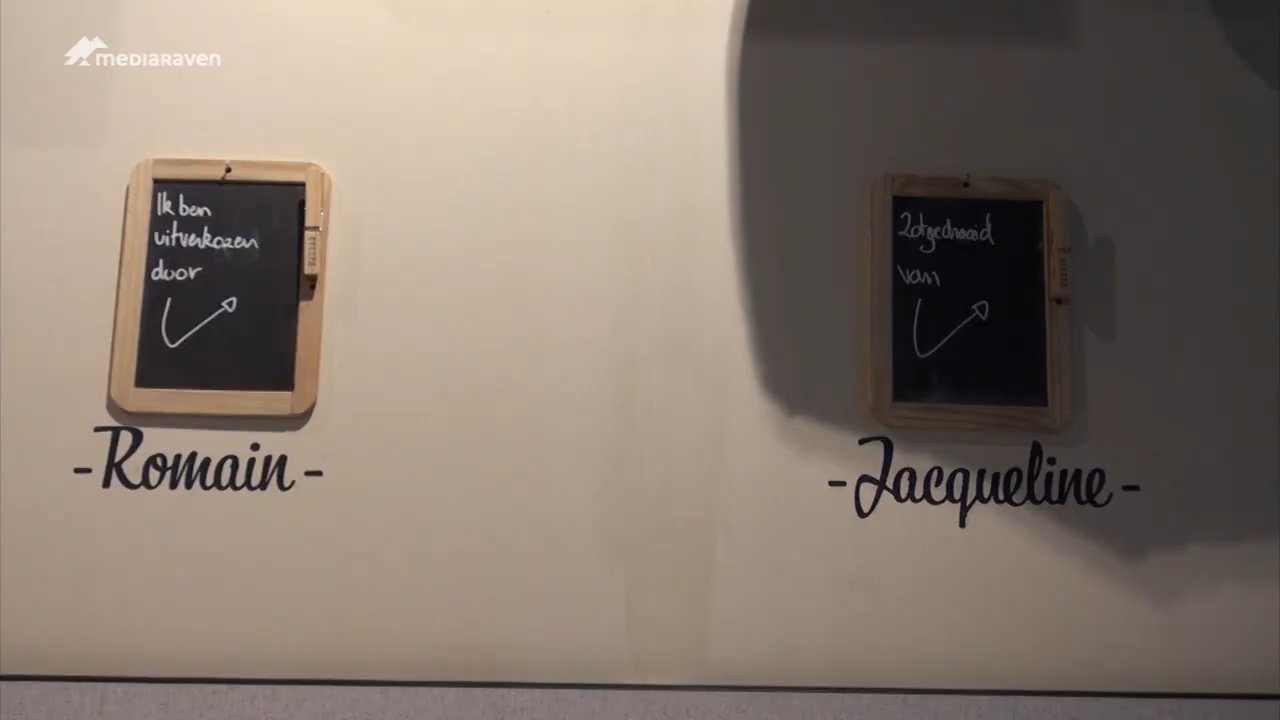 mediaRaven
Ik ben
uitverkozen
door
-Romain-
Zotgedraaid
van
-Jacqueline-